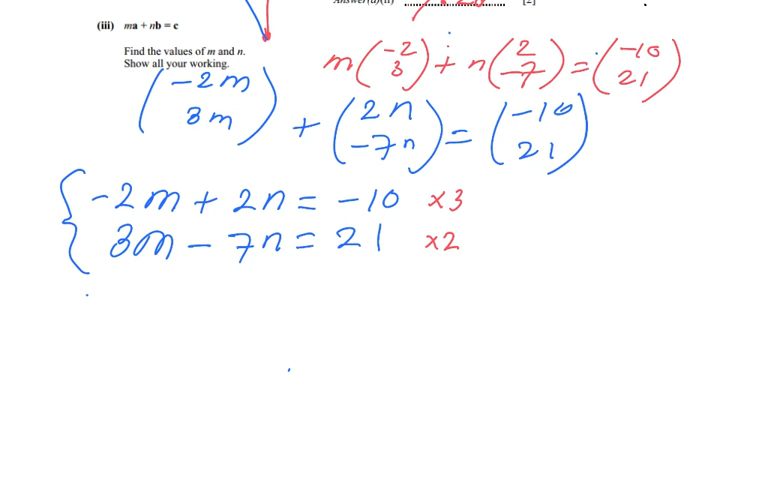 (iii) ma + nb = c
Find the values of m and n.
Show all your working.
[2]
m(-2 3) + n(2 -7) = (-10 21)
(-2m 3m) + (2n -7n) = (-10 21)
-2m + 2n = -10 ×3
3m - 7n = 21 ×2